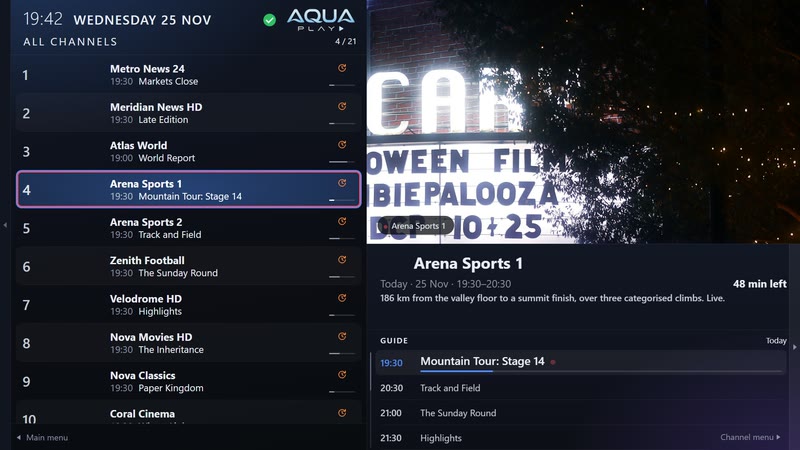 19:42 WEDNESDAY 25 NOV
AQUA
PLAY
ALL CHANNELS
4 / 21
1
Metro News 24
19:30 Markets Close
2
Meridian News HD
19:30 Late Edition
3
Atlas World
19:00 World Report
4
Arena Sports 1
19:30 Mountain Tour: Stage 14
5
Arena Sports 2
19:30 Track and Field
6
Zenith Football
19:30 The Sunday Round
7
Velodrome HD
19:30 Highlights
8
Nova Movies HD
19:30 The Inheritance
9
Nova Classics
19:30 Paper Kingdom
10
Coral Cinema
Main menu
CAR
OWEEN FILM
BIEPALOOZA
10 + 25
Arena Sports 1
Arena Sports 1
Today · 25 Nov · 19:30–20:30
48 min left
186 km from the valley floor to a summit finish, over three categorised climbs. Live.
GUIDE
Today
19:30 Mountain Tour: Stage 14
20:30 Track and Field
21:00 The Sunday Round
21:30 Highlights
Channel menu